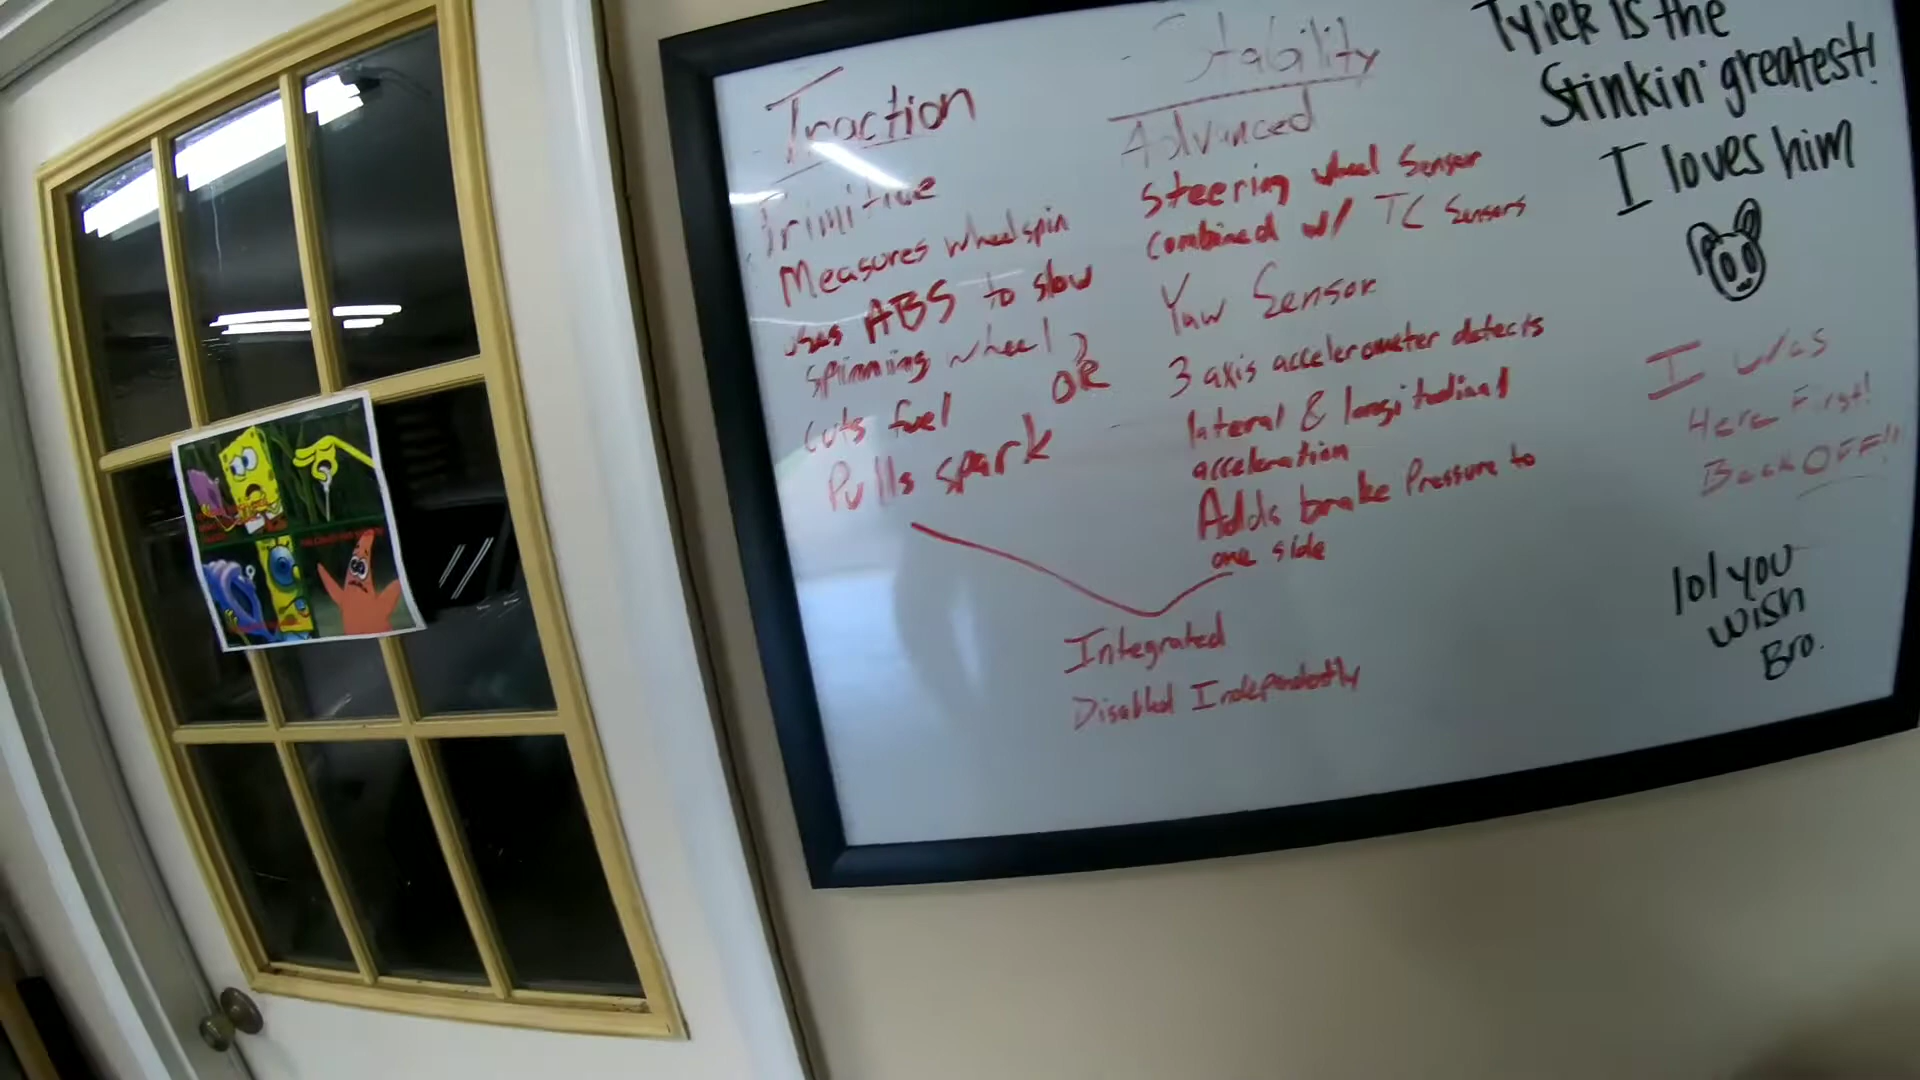 Traction
Primitive
Measures wheelspin
uses ABS to slow
spinning wheel,
OR
cuts fuel
Pulls spark
Stability
Advanced
Steering wheel Sensor
combined w/ TC Sensors
Yaw Sensor
3 axis accelerometer detects
lateral & longitudinal
acceleration
Adds brake Pressure to
one side
Integrated
Disabled Independently
Tyler is the
Stinkin' greatest!
I loves him
I was
Here First!
Back OFF!!
lol you
wish
Bro.